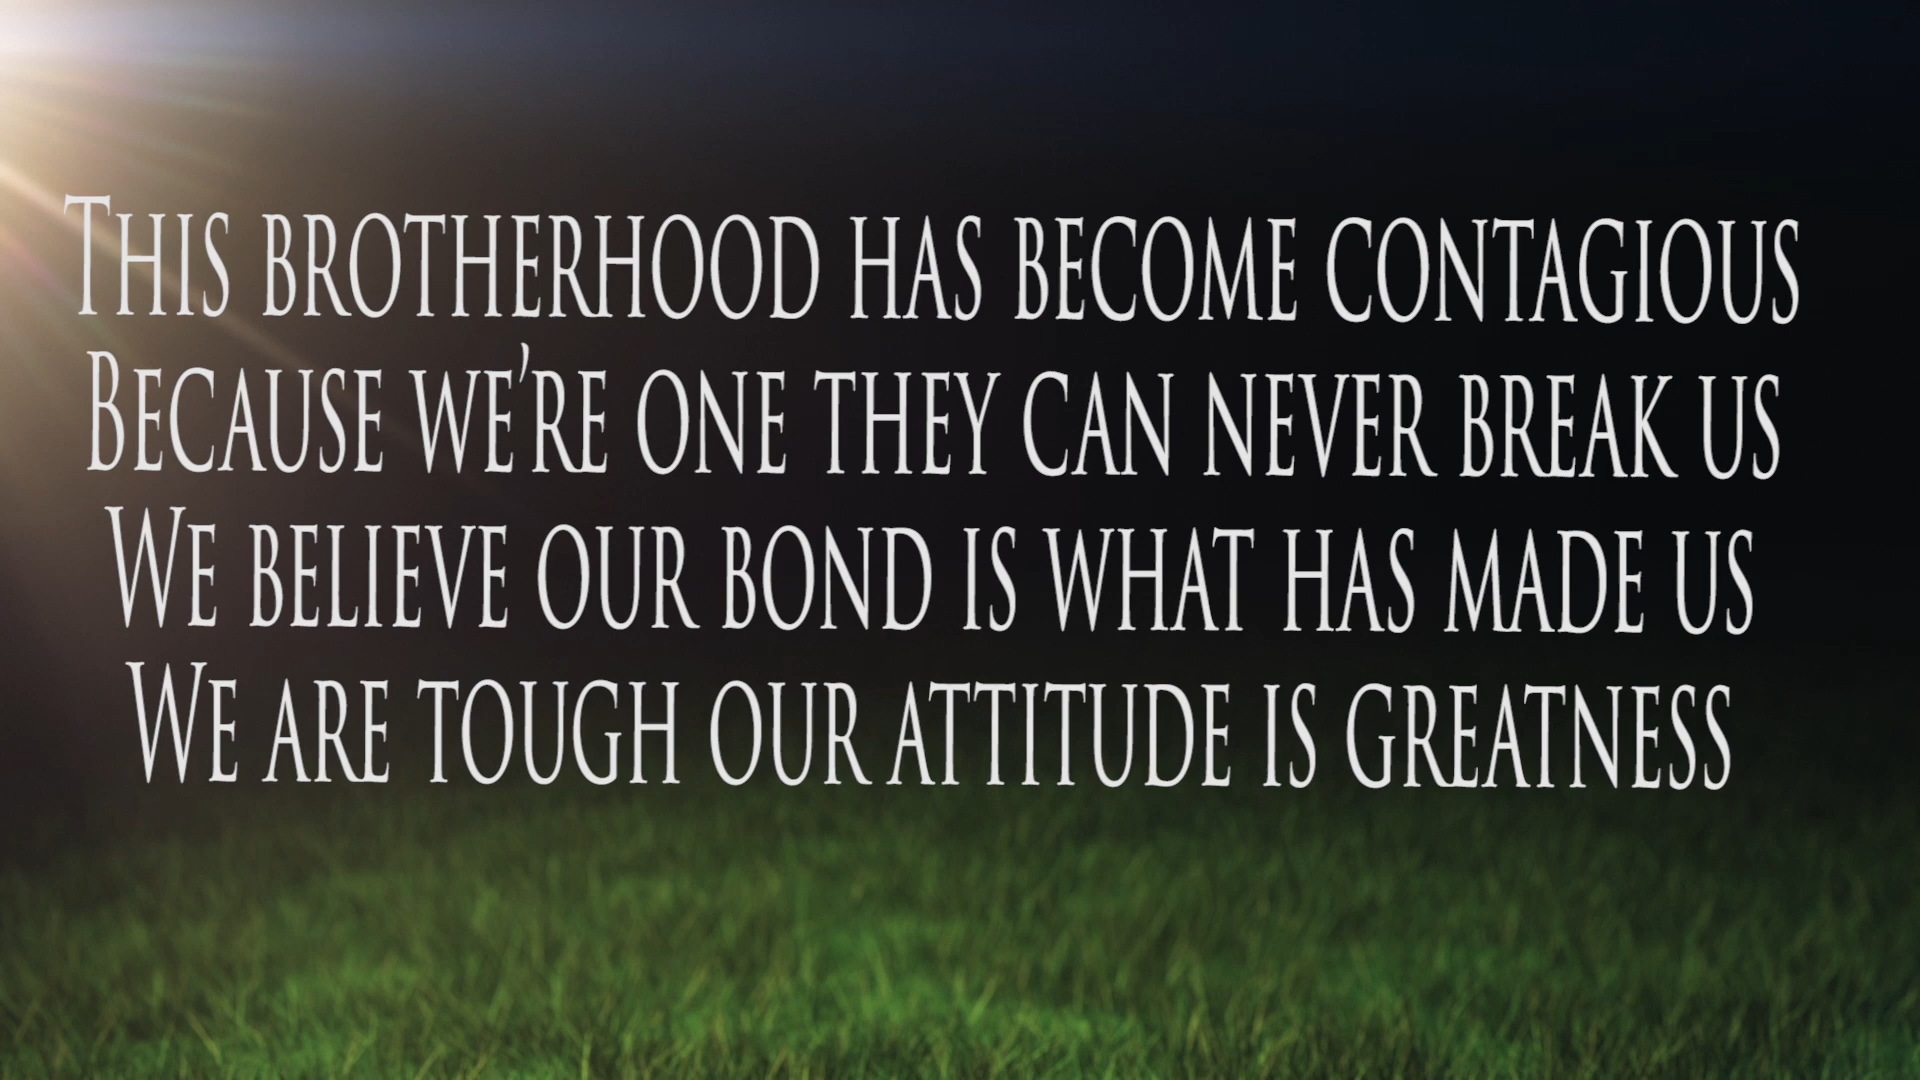 This brotherhood has become contagious
Because we're one they can never break us
We believe our bond is what has made us
We are tough our attitude is greatness